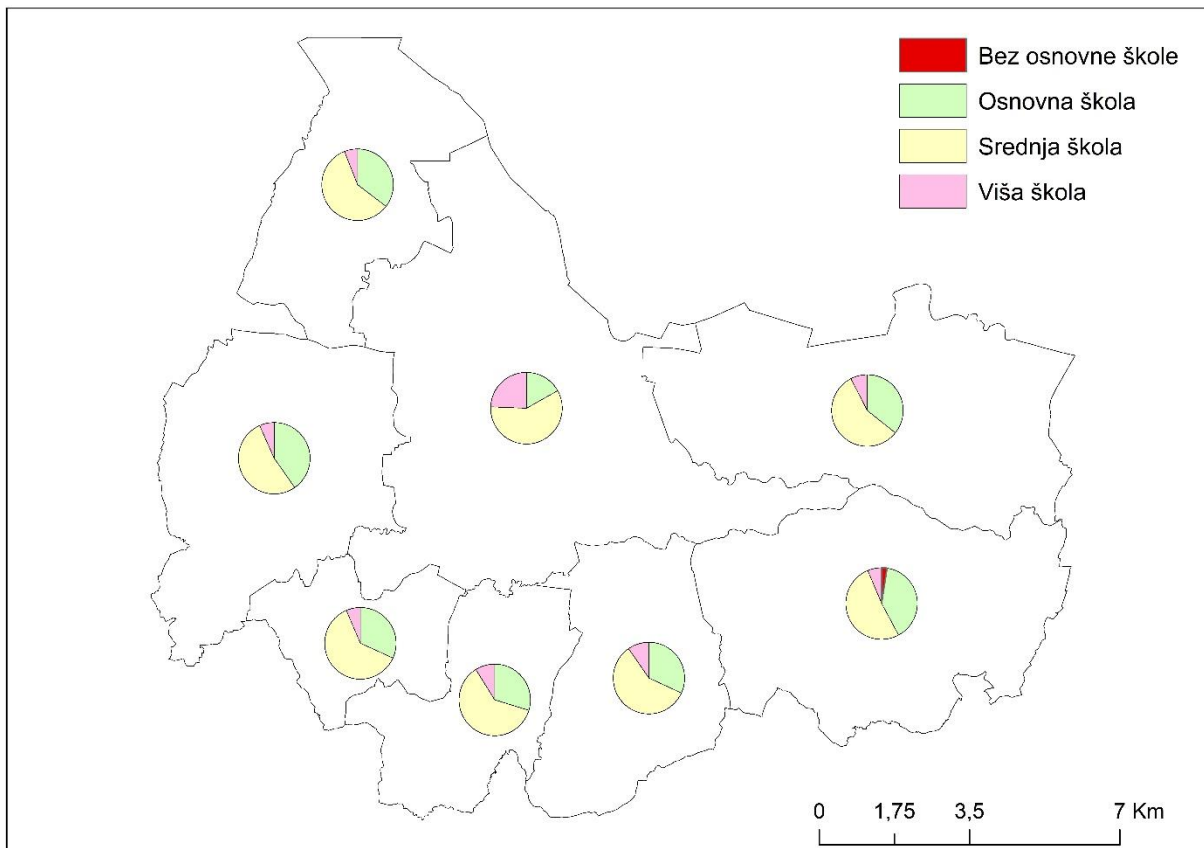 Bez osnovne škole
Osnovna škola
Srednja škola
Viša škola
0 1,75 3,5 7 Km